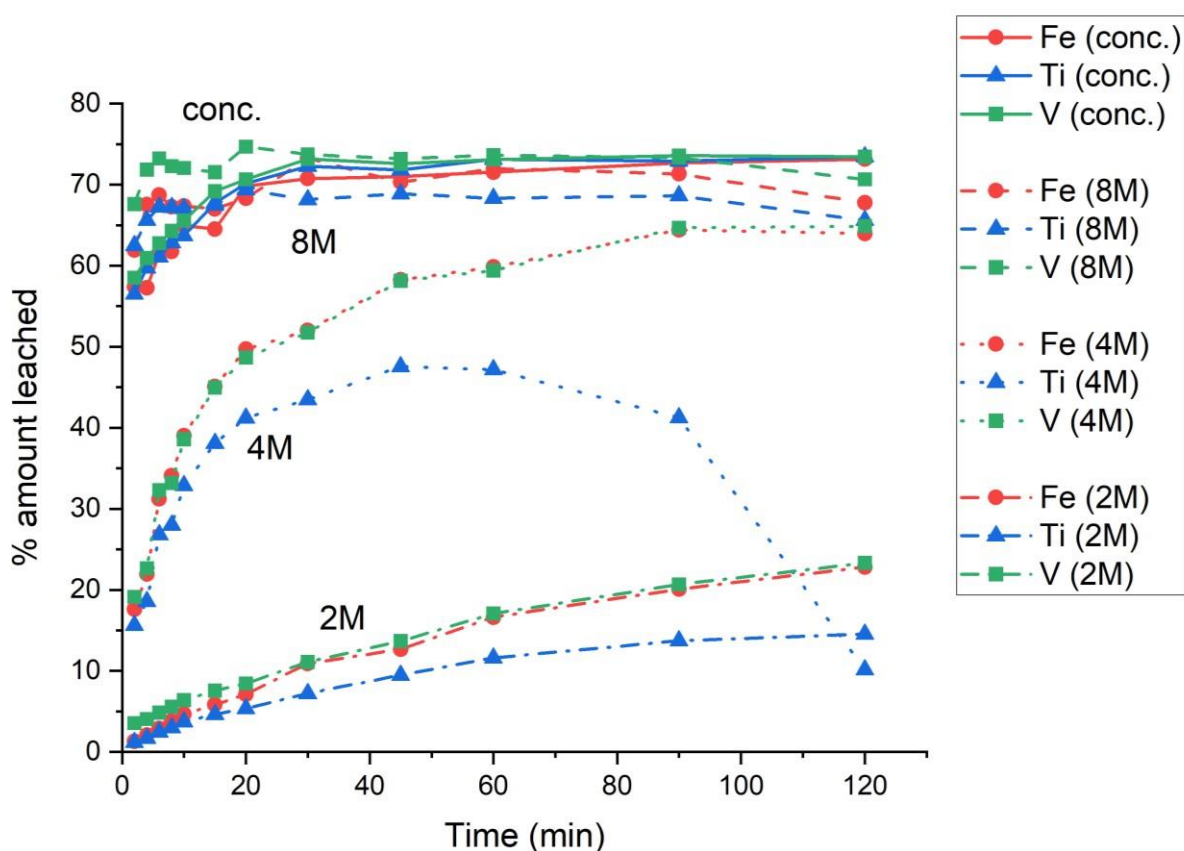 Fe (conc.)
Ti (conc.)
V (conc.)
Fe (8M)
Ti (8M)
V (8M)
Fe (4M)
Ti (4M)
V (4M)
Fe (2M)
Ti (2M)
V (2M)
% amount leached
80
70
60
50
40
30
20
10
0
conc.
8M
4M
2M
0 20 40 60 80 100 120
Time (min)